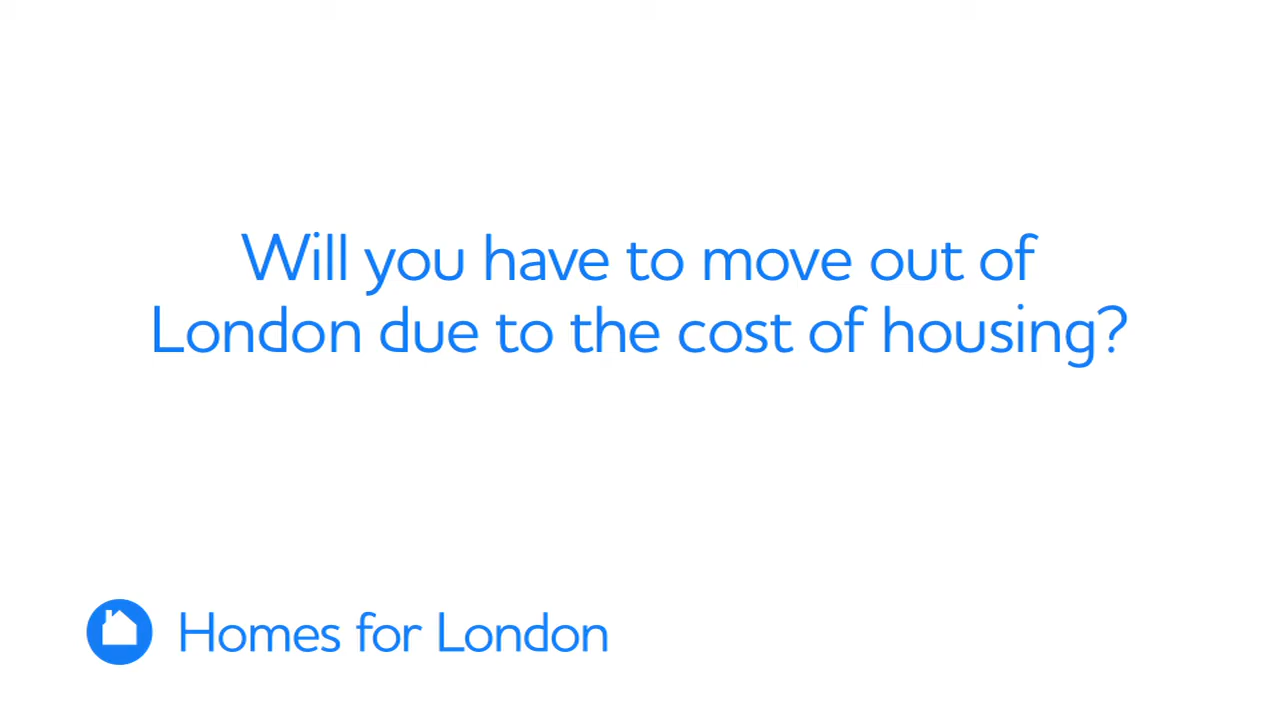 Will you have to move out of
London due to the cost of housing?
Homes for London